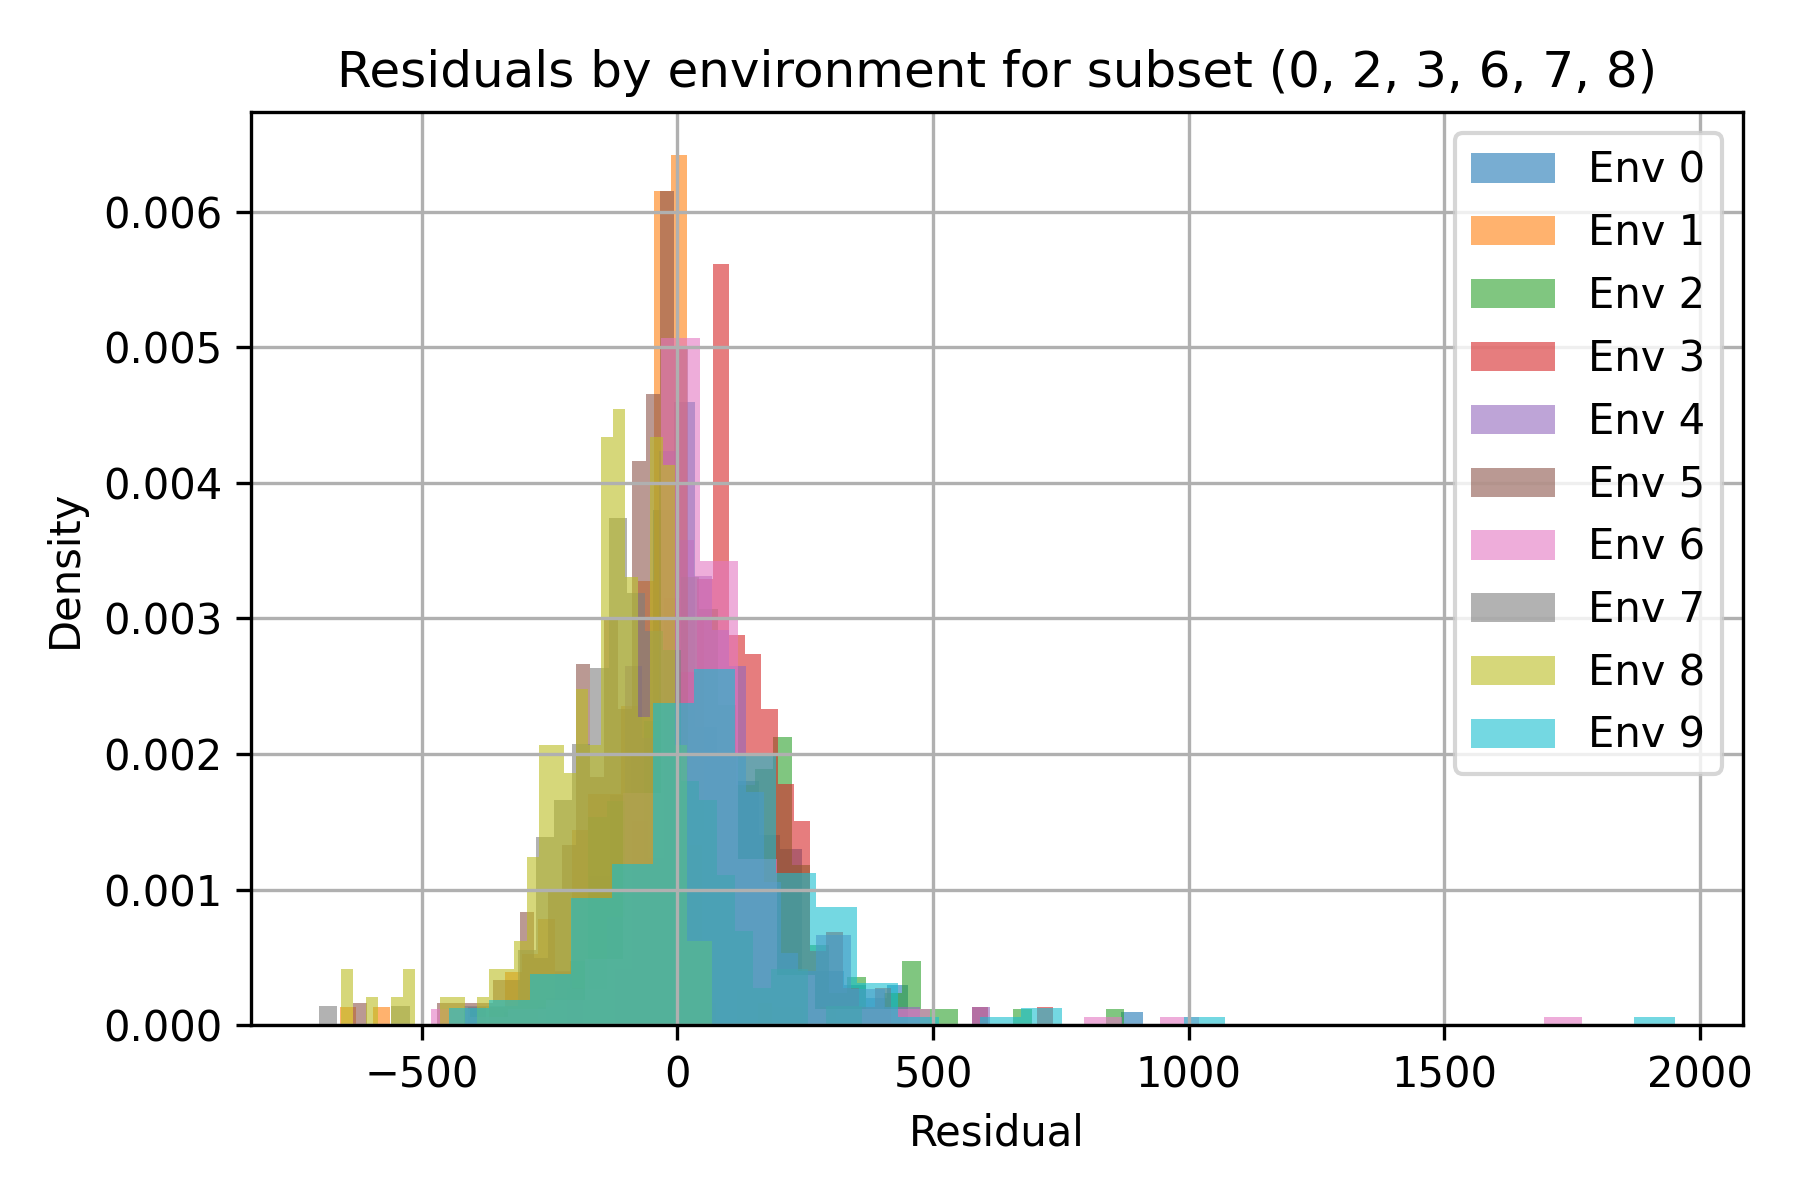 Residuals by environment for subset (0, 2, 3, 6, 7, 8)
Env 0
Env 1
Env 2
Env 3
Env 4
Env 5
Env 6
Env 7
Env 8
Env 9
0.006
0.005
0.004
0.003
0.002
0.001
0.000
Density
−500
0
500
1000
1500
2000
Residual